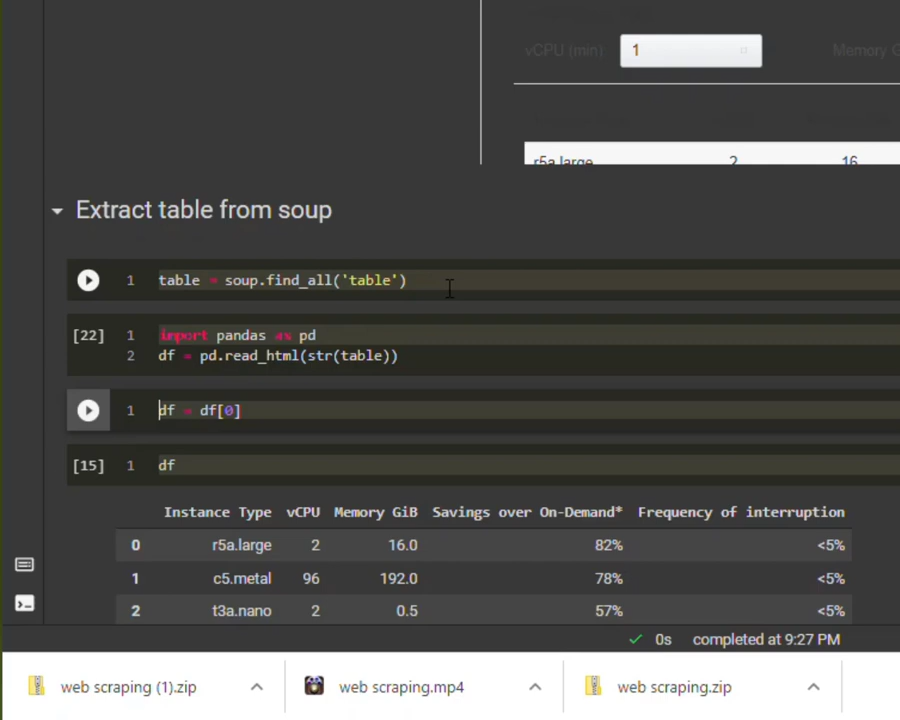 vCPU (min) 1 Memory
r5a.large 2 16
Extract table from soup
1 table = soup.find_all('table')
[22] 1 import pandas as pd
2 df = pd.read_html(str(table))
1 df = df[0]
[15] 1 df
Instance Type vCPU Memory GiB Savings over On-Demand* Frequency of interruption
0 r5a.large 2 16.0 82% <5%
1 c5.metal 96 192.0 78% <5%
2 t3a.nano 2 0.5 57% <5%
0s completed at 9:27 PM
web scraping (1).zip web scraping.mp4 web scraping.zip